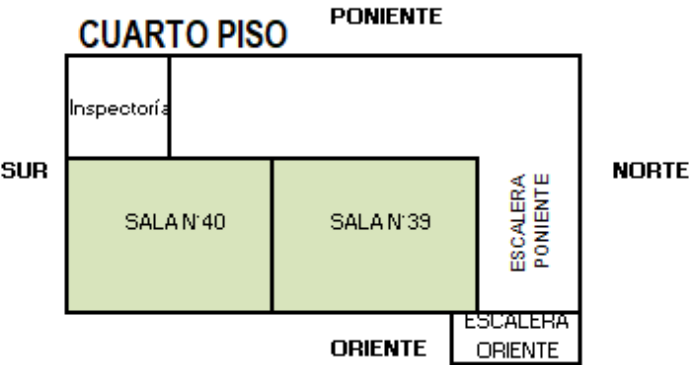 PONIENTE
CUARTO PISO
Inspectoría
SUR
NORTE
SALA N°40
SALA N°39
ESCALERA
PONIENTE
ESCALERA
ORIENTE
ORIENTE